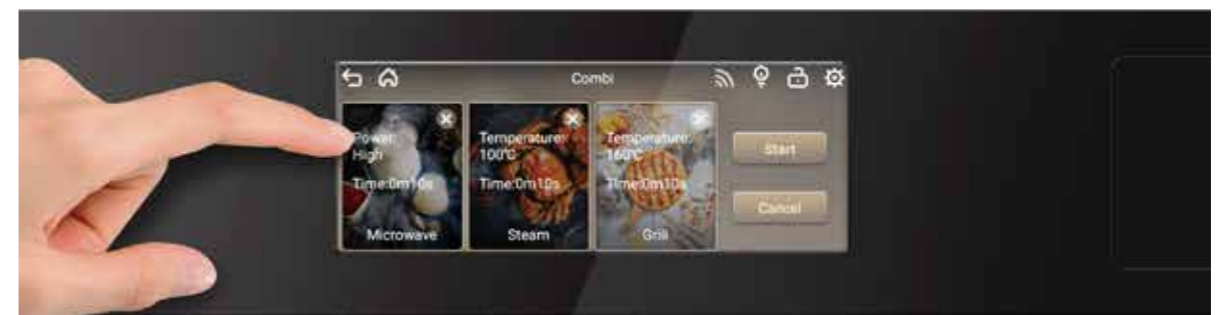 Combi
Power:
High
Time:0m10s
Microwave
Temperature:
100℃
Time:0m10s
Steam
Temperature:
160℃
Time:0m10s
Grill
Start
Cancel